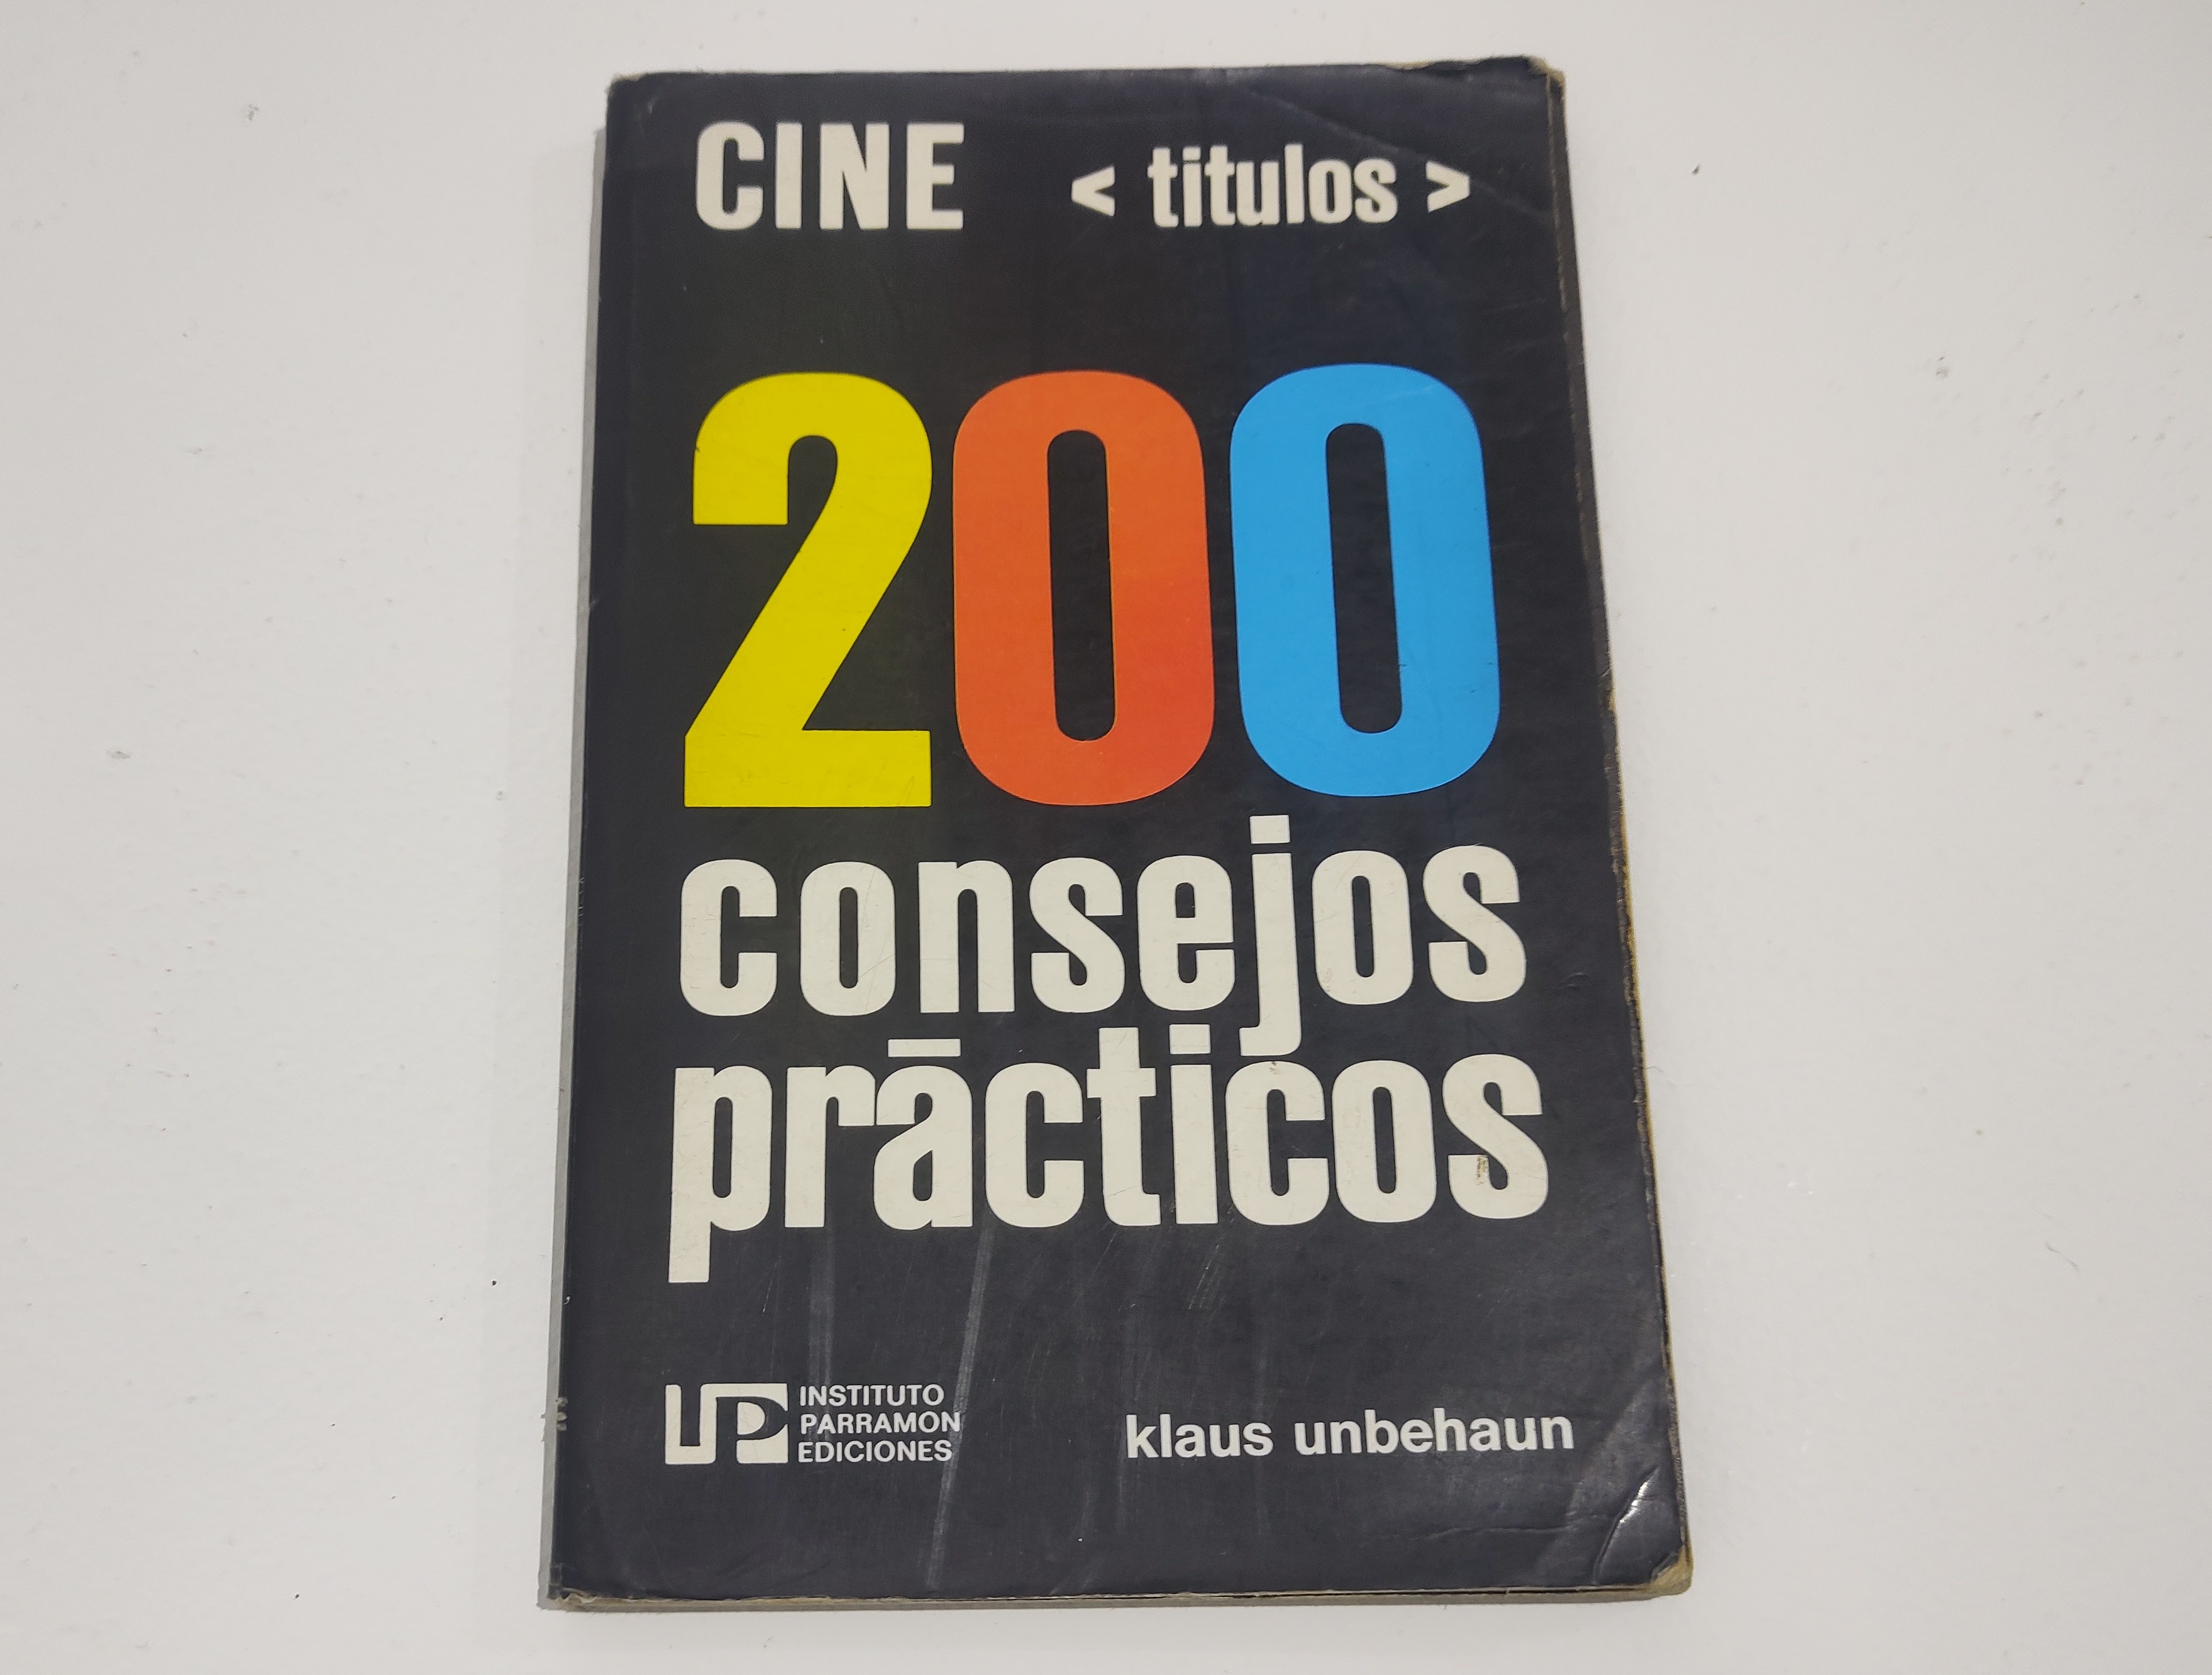 CINE < titulos >
200
consejos
prācticos
INSTITUTO
PARRAMON
EDICIONES
klaus unbehaun